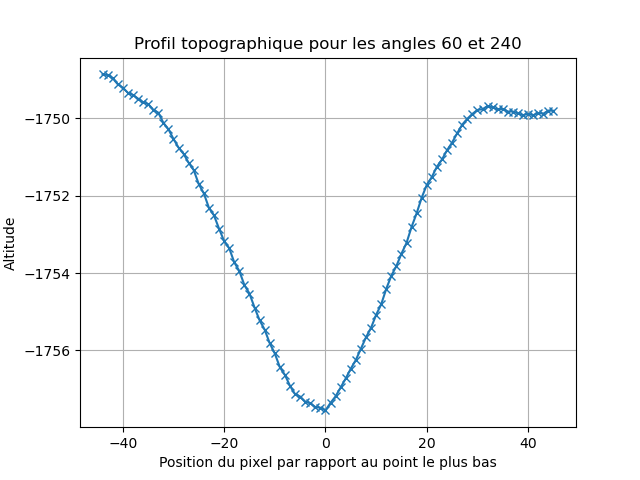 Profil topographique pour les angles 60 et 240
Altitude
−1750
−1752
−1754
−1756
−40 −20 0 20 40
Position du pixel par rapport au point le plus bas